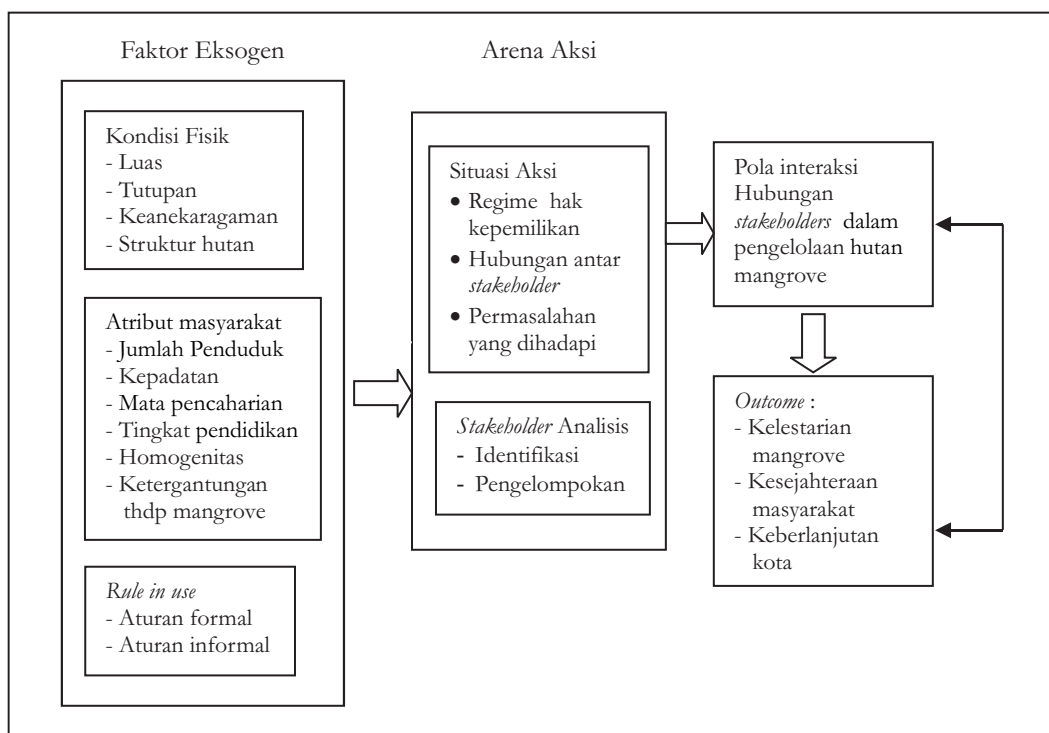 Faktor Eksogen
Kondisi Fisik
- Luas
- Tutupan
- Keanekaragaman
- Struktur hutan
Atribut masyarakat
- Jumlah Penduduk
- Kepadatan
- Mata pencaharian
- Tingkat pendidikan
- Homogenitas
- Ketergantungan
thdp mangrove
Rule in use
- Aturan formal
- Aturan informal
Arena Aksi
Situasi Aksi
• Regime hak
kepemilikan
• Hubungan antar
stakeholder
• Permasalahan
yang dihadapi
Stakeholder Analisis
- Identifikasi
- Pengelompokan
Pola interaksi
Hubungan
stakeholders dalam
pengelolaan hutan
mangrove
Outcome :
- Kelestarian
mangrove
- Kesejahteraan
masyarakat
- Keberlanjutan
kota